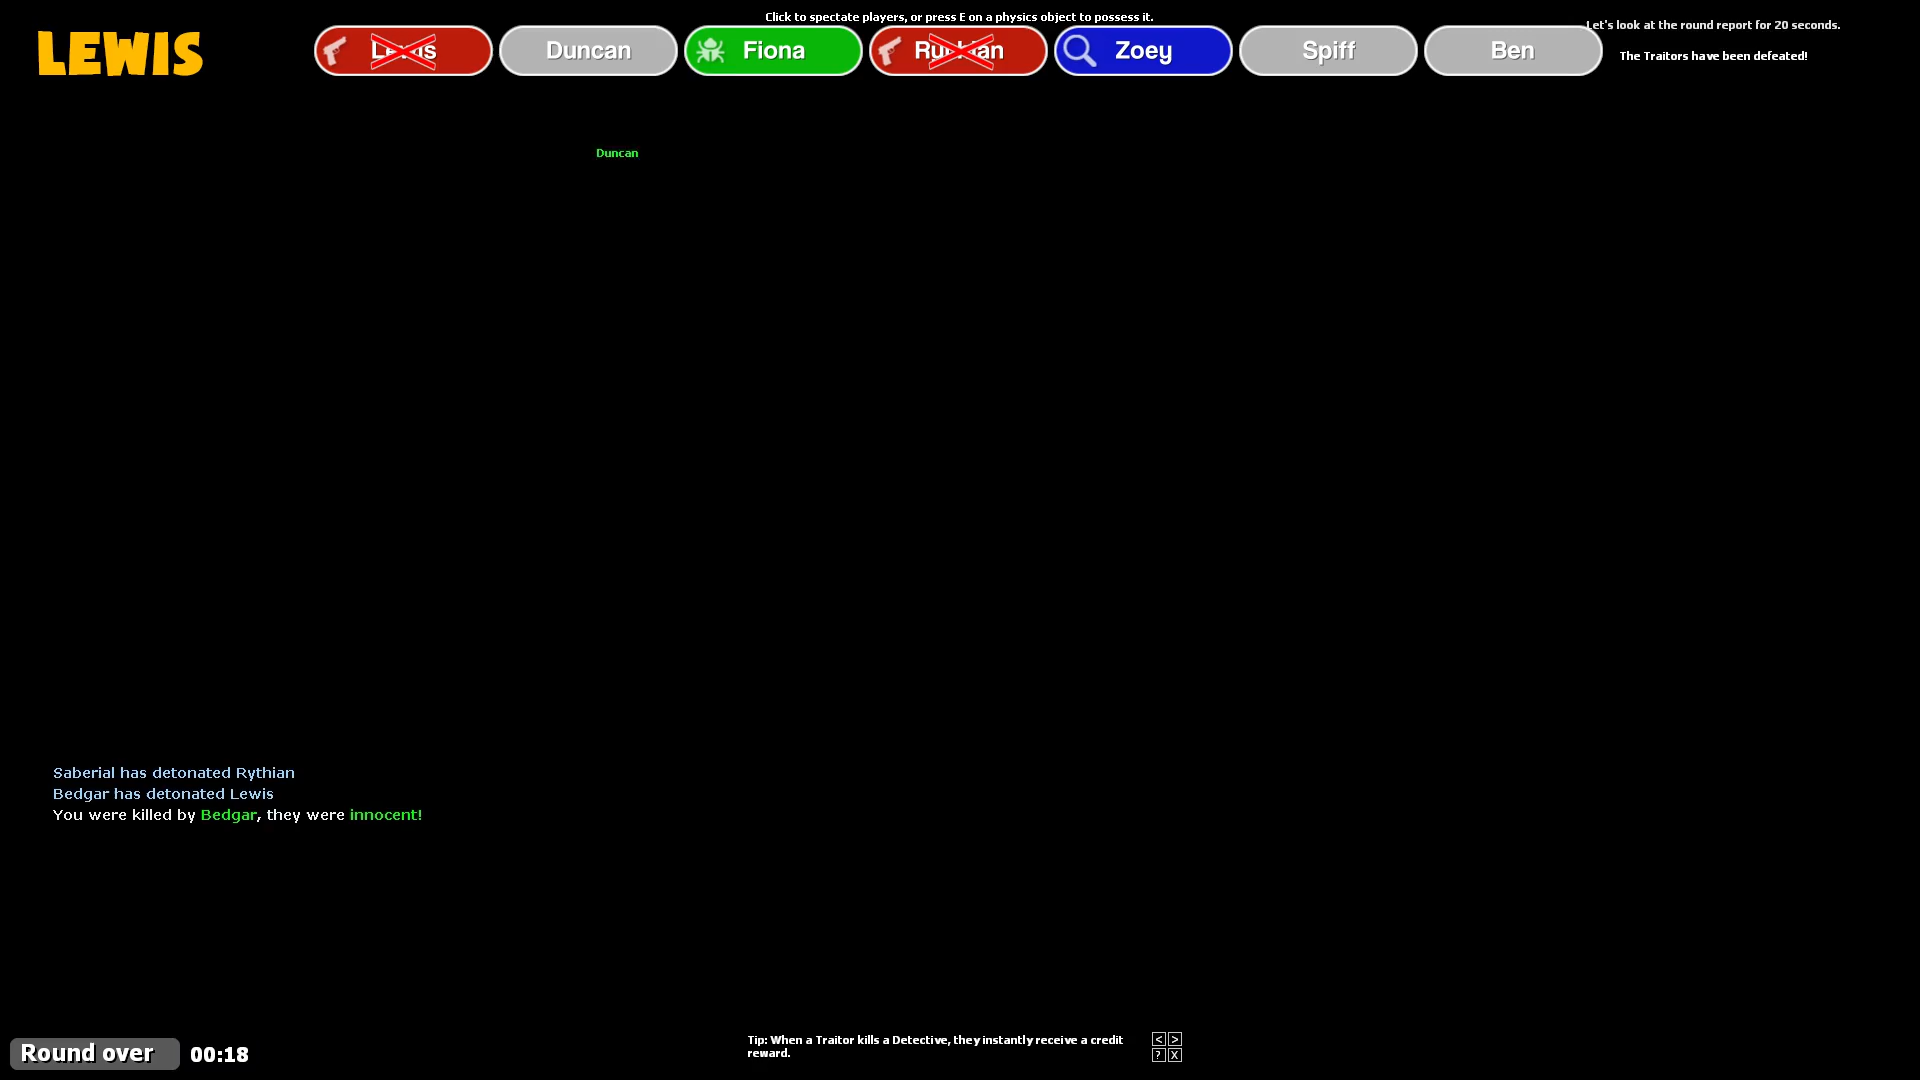 Click to spectate players, or press E on a physics object to possess it.
Let's look at the round report for 20 seconds.
LEWIS
Lewis
Duncan
Fiona
Zoey
Spiff
Ben
The Traitors have been defeated!
Duncan
Saberial has detonated Rythian
Bedgar has detonated Lewis
You were killed by Bedgar, they were innocent!
Round over
00:18
Tip: When a Traitor kills a Detective, they instantly receive a credit
reward.
< >
? X